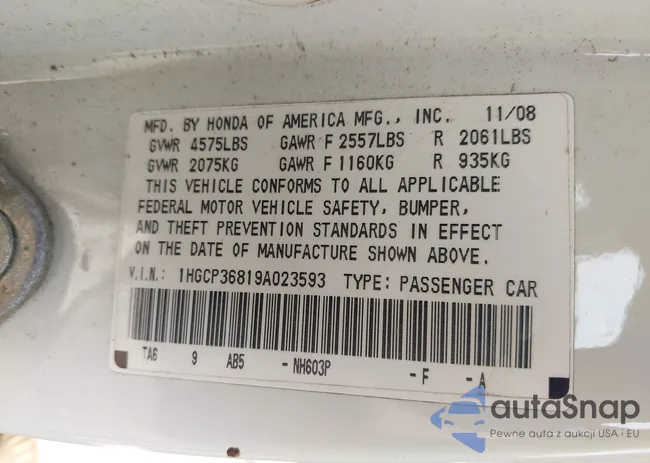 MFD. BY HONDA OF AMERICA MFG., INC. 11/08
GVWR 4575LBS GAWR F 2557LBS R 2061LBS
GVWR 2075KG GAWR F 1160KG R 935KG
THIS VEHICLE CONFORMS TO ALL APPLICABLE
FEDERAL MOTOR VEHICLE SAFETY, BUMPER,
AND THEFT PREVENTION STANDARDS IN EFFECT
ON THE DATE OF MANUFACTURE SHOWN ABOVE.
V.I.N.: 1HGCP36819A023593 TYPE: PASSENGER CAR
TA6 9 AB5 -NH603P -F -A
autaSnap
Pewne auta z aukcji USA i EU